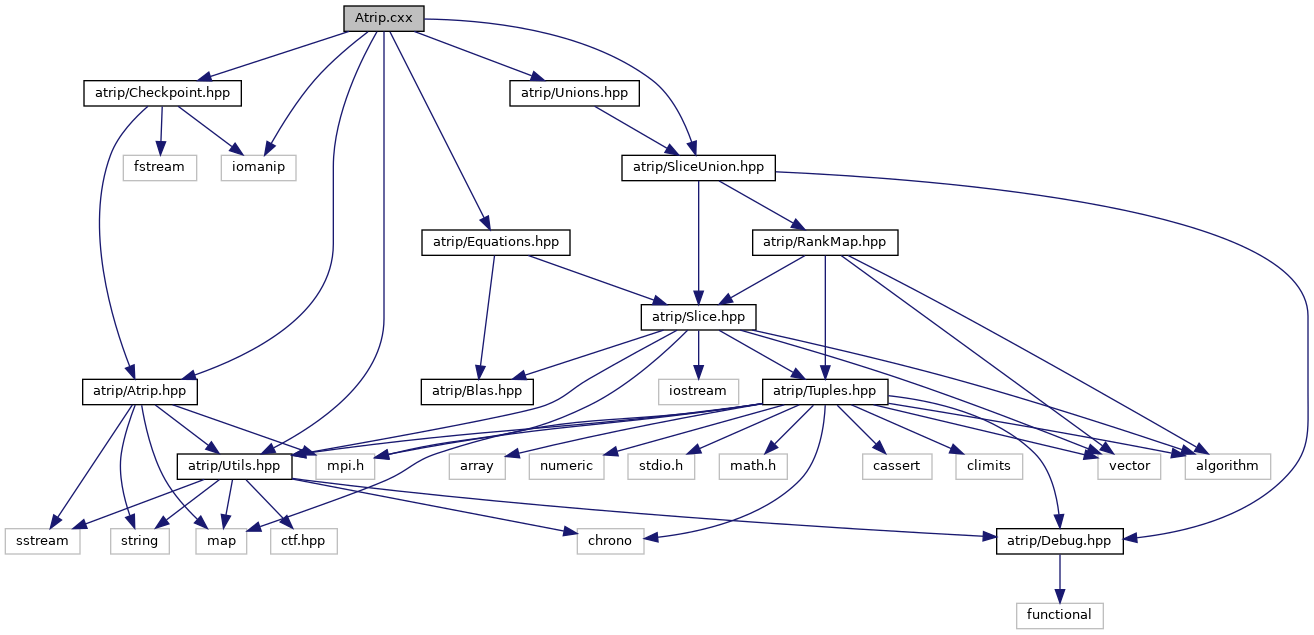 Atrip.cxx
atrip/Checkpoint.hpp
atrip/Unions.hpp
fstream
iomanip
atrip/SliceUnion.hpp
atrip/Equations.hpp
atrip/RankMap.hpp
atrip/Slice.hpp
atrip/Atrip.hpp
atrip/Blas.hpp
iostream
atrip/Tuples.hpp
atrip/Utils.hpp
mpi.h
array
numeric
stdio.h
math.h
cassert
climits
vector
algorithm
sstream
string
map
ctf.hpp
chrono
atrip/Debug.hpp
functional